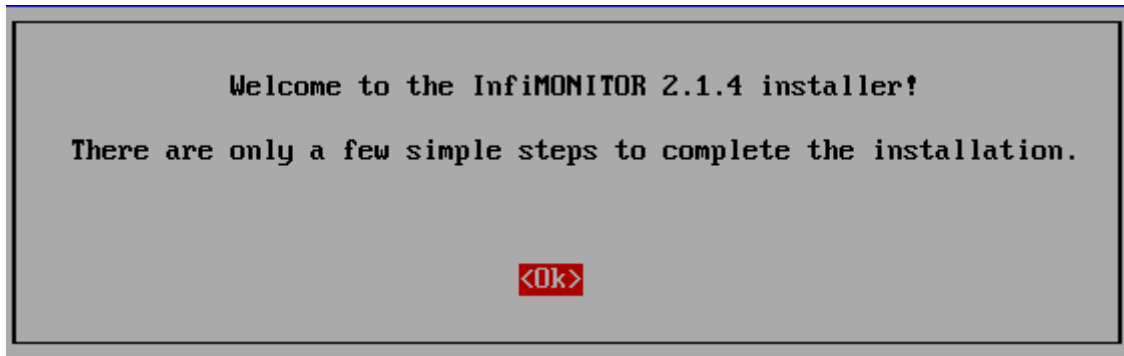 Welcome to the InfiMONITOR 2.1.4 installer!
There are only a few simple steps to complete the installation.
<Ok>